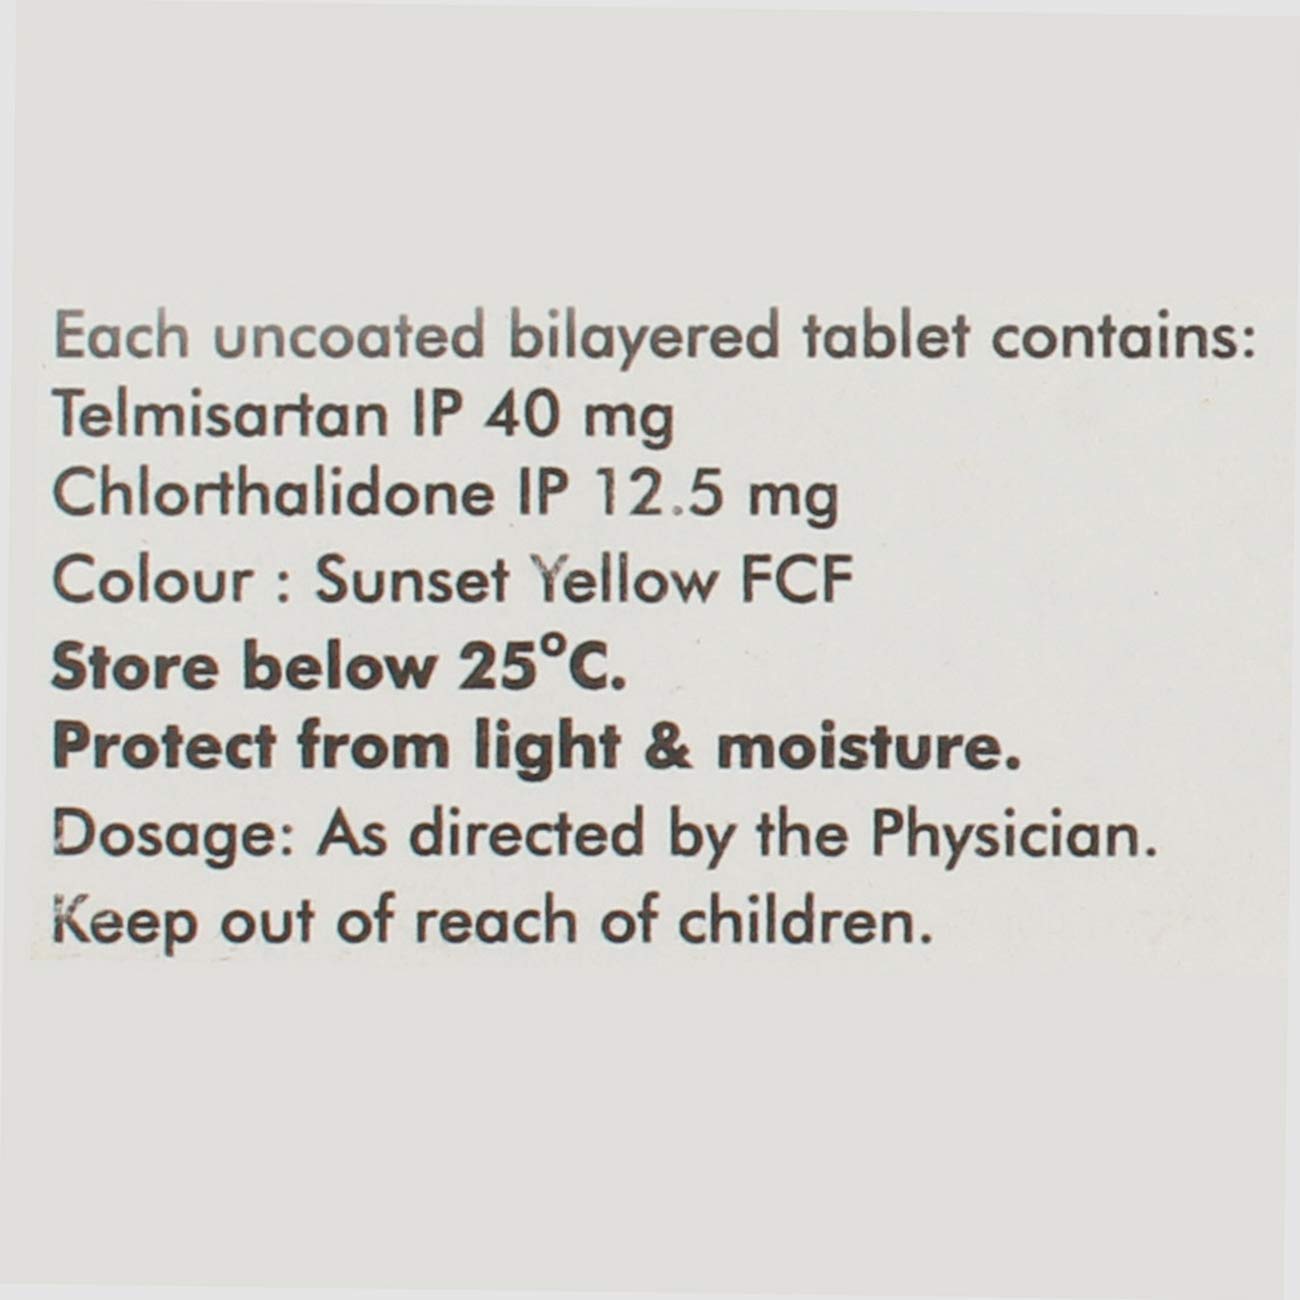 Each uncoated bilayered tablet contains:
Telmisartan IP 40 mg
Chlorthalidone IP 12.5 mg
Colour : Sunset Yellow FCF
Store below 25°C.
Protect from light & moisture.
Dosage: As directed by the Physician.
Keep out of reach of children.